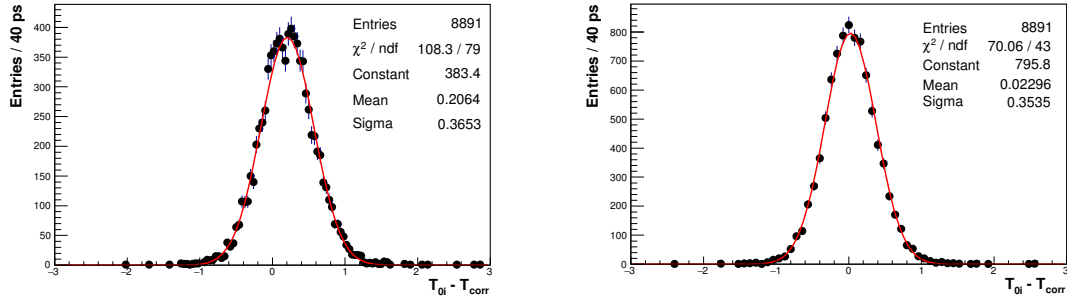 Entries / 40 ps
400
350
300
250
200
150
100
50
0
−3
−2
−1
0
1
2
3
T0i - Tcorr
Entries 8891
χ2 / ndf 108.3 / 79
Constant 383.4
Mean 0.2064
Sigma 0.3653
Entries / 40 ps
800
700
600
500
400
300
200
100
0
−3
−2
−1
0
1
2
3
T0i - Tcorr
Entries 8891
χ2 / ndf 70.06 / 43
Constant 795.8
Mean 0.02296
Sigma 0.3535